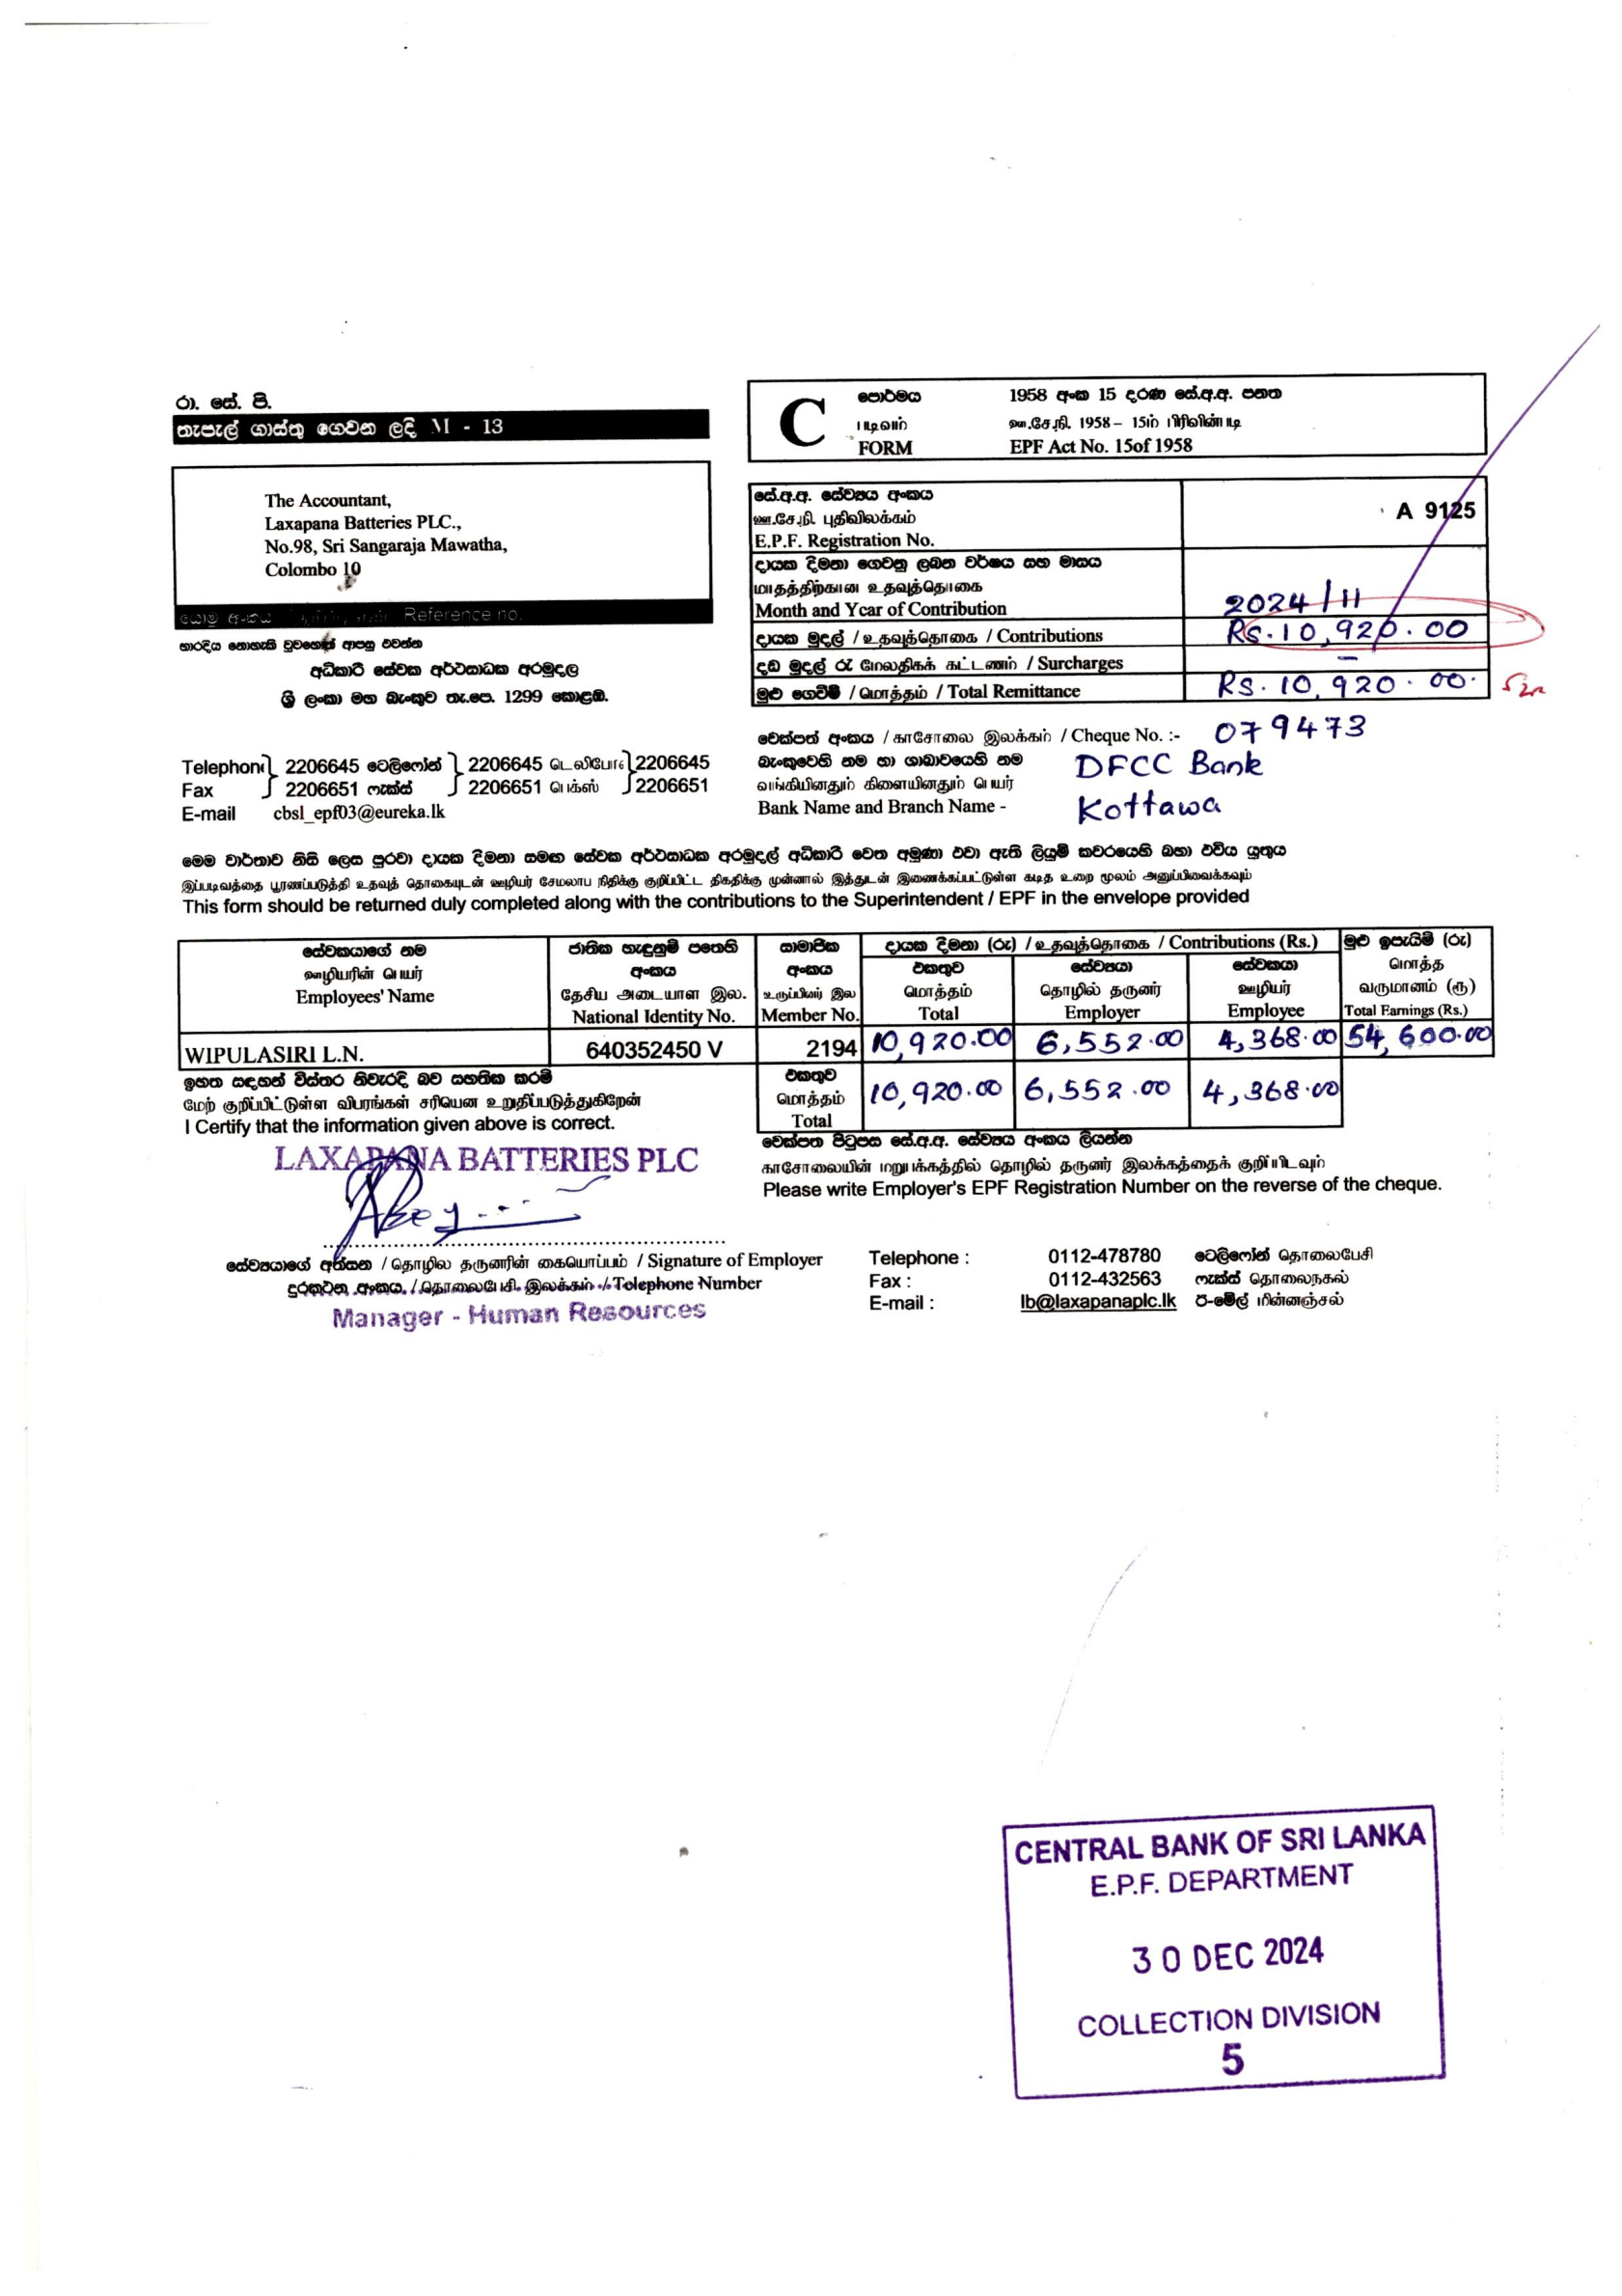 රා. සේ. පි.
තැපැල් ගාස්තු ගෙවන ලදි M - 13
The Accountant,
Laxapana Batteries PLC.,
No.98, Sri Sangaraja Mawatha,
Colombo 10
යොමු අංකය Reference no.
භාරදිය නොහැකි වුවහොත් ආපසු එවන්න
අධිකාරී සේවක අර්ථසාධක අරමුදල
ශ්‍රී ලංකා මහ බැංකුව තැ.පෙ. 1299 කොළඹ.
Telephone 2206645 ටෙලිෆෝන් 2206645 டெலிபோ 2206645
Fax 2206651 ෆැක්ස් 2206651 பெக்ஸ் 2206651
E-mail cbsl_epf03@eureka.lk
C
පෝර්මය 1958 අංක 15 දරණ සේ.අ.අ. පනත
படிவம் ஊ.சே.நி. 1958 – 15ம் பிரிவின்படி
FORM EPF Act No. 15of 1958
සේ.අ.අ. සේව්‍යය අංකය
ஊ.சே.நி. புதிவிலக்கம்
E.P.F. Registration No. A 9125
දායක දීමනා ගෙවනු ලබන වර්ෂය සහ මාසය
மாதத்திற்கான உதவுத்தொகை
Month and Year of Contribution 2024/11
දායක මුදල් / உதவுத்தொகை / Contributions Rs. 10,920.00
දඩ මුදල් රු மேலதிகக் கட்டணம் / Surcharges –
මුළු ගෙවීම් / மொத்தம் / Total Remittance Rs. 10,920.00.
චෙක්පත් අංකය / காசோலை இலக்கம் / Cheque No. :- 079473
බැංකුවෙහි නම හා ශාඛාවයෙහි නම DFCC Bank
வங்கியினதும் கிளையினதும் பெயர்
Bank Name and Branch Name - Kottawa
මෙම වාර්තාව නිසි ලෙස පුරවා දායක දීමනා සමඟ සේවක අර්ථසාධක අරමුදල් අධිකාරී වෙත අමුණා එවා ඇති ලියුම් කවරයෙහි බහා එවිය යුතුය
இப்படிவத்தை பூரணப்படுத்தி உதவுத் தொகையுடன் ஊழியர் சேமலாப நிதிக்கு குறிப்பிட்ட திகதிக்கு முன்னால் இத்துடன் இணைக்கப்பட்டுள்ள கடித உறை மூலம் அனுப்பிவைக்கவும்
This form should be returned duly completed along with the contributions to the Superintendent / EPF in the envelope provided
සේවකයාගේ නම ජාතික හැඳුනුම් පතෙහි සාමාජික දායක දීමනා (රු) / உதவுத்தொகை / Contributions (Rs.) මුළු ඉපැයීම් (රු)
ஊழியரின் பெயர் අංකය අංකය එකතුව සේව්‍යයා සේවකයා மொத்த
Employees' Name தேசிய அடையாள இல. உருப்பினர் இல மொத்தம் தொழில் தருனர் ஊழியர் வருமானம் (ரூ)
National Identity No. Member No. Total Employer Employee Total Earnings (Rs.)
WIPULASIRI L.N. 640352450 V 2194 10,920.00 6,552.00 4,368.00 54,600.00
ඉහත සඳහන් විස්තර නිවැරදි බව සහතික කරමි එකතුව
மேற் குறிப்பிட்டுள்ள விபரங்கள் சரியென உறுதிப்படுத்துகிறேன் மொத்தம் 10,920.00 6,552.00 4,368.00
I Certify that the information given above is correct. Total
LAXAPANA BATTERIES PLC
චෙක්පත පිටුපස සේ.අ.අ. සේව්‍යය අංකය ලියන්න
காசோலையின் மறுபக்கத்தில் தொழில் தருனர் இலக்கத்தைக் குறிப்பிடவும்
Please write Employer's EPF Registration Number on the reverse of the cheque.
සේව්‍යයාගේ අත්සන / தொழில தருனரின் கையொப்பம் / Signature of Employer
දුරකථන අංකය / தொலைபேசி இலக்கம் / Telephone Number
Manager - Human Resources
Telephone : 0112-478780 ටෙලිෆෝන් தொலைபேசி
Fax : 0112-432563 ෆැක්ස් தொலைநகல்
E-mail : lb@laxapanaplc.lk ඊ-මේල් மின்னஞ்சல்
CENTRAL BANK OF SRI LANKA
E.P.F. DEPARTMENT
30 DEC 2024
COLLECTION DIVISION
5